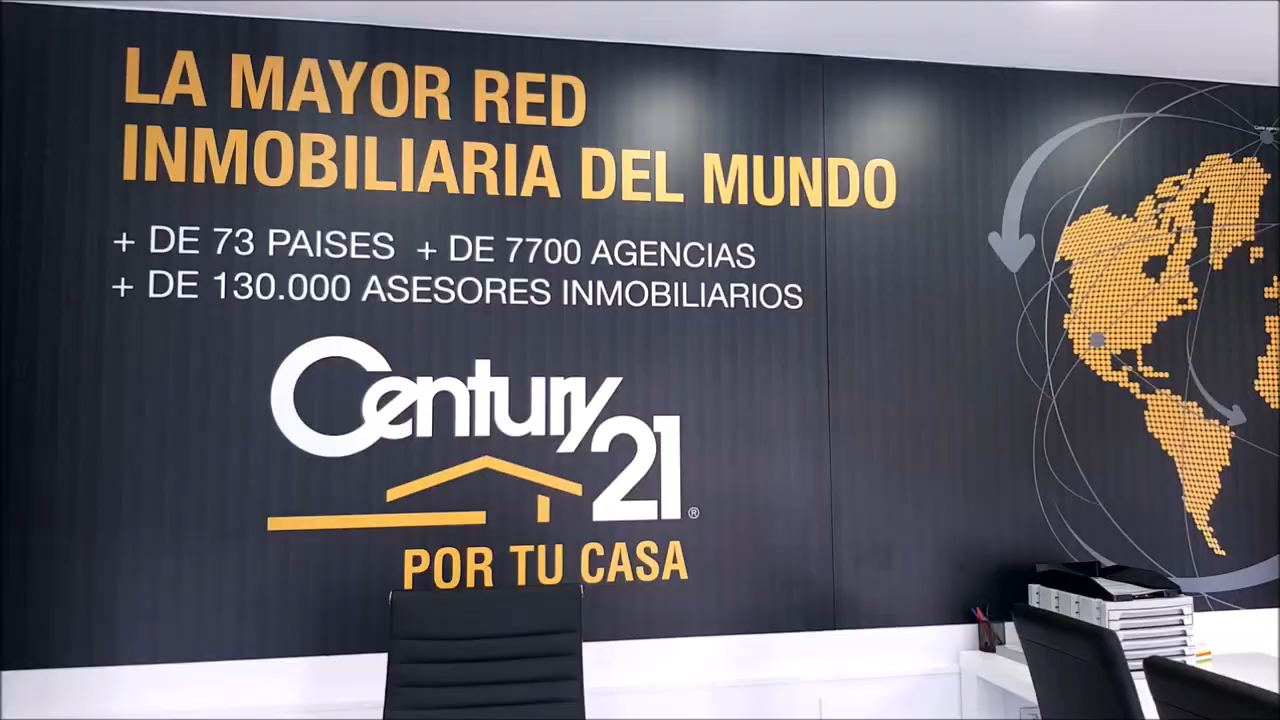 LA MAYOR RED
INMOBILIARIA DEL MUNDO
+ DE 73 PAISES + DE 7700 AGENCIAS
+ DE 130.000 ASESORES INMOBILIARIOS
Century
21®
POR TU CASA